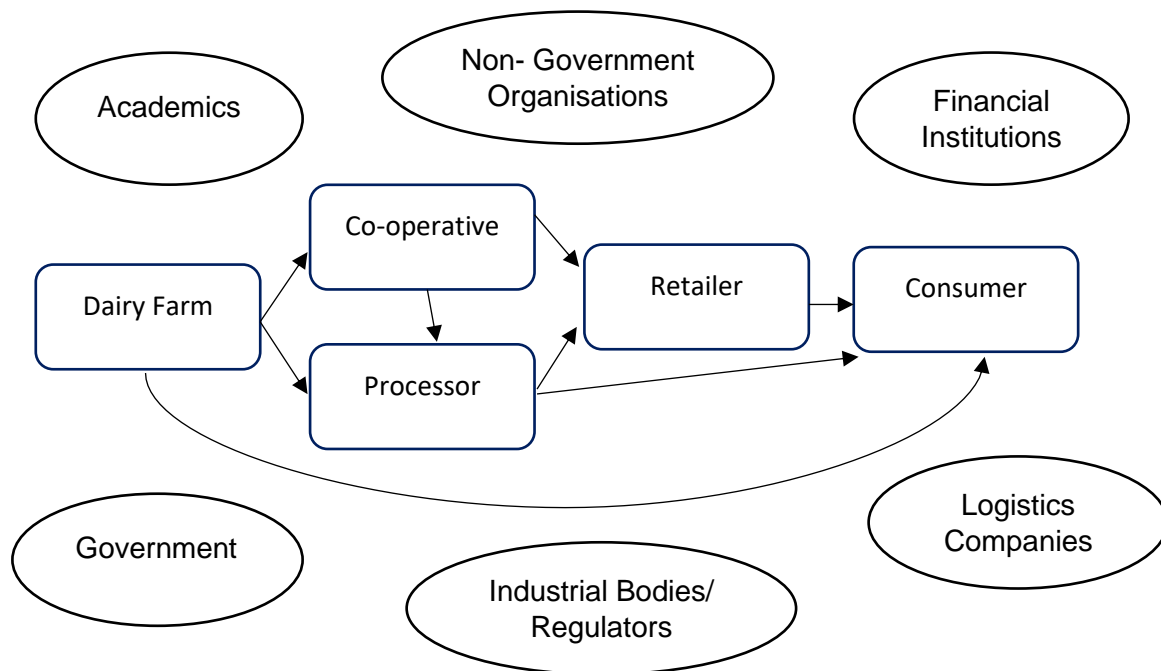 Academics
Non- Government
Organisations
Financial
Institutions
Co-operative
Dairy Farm
Retailer
Consumer
Processor
Government
Industrial Bodies/
Regulators
Logistics
Companies